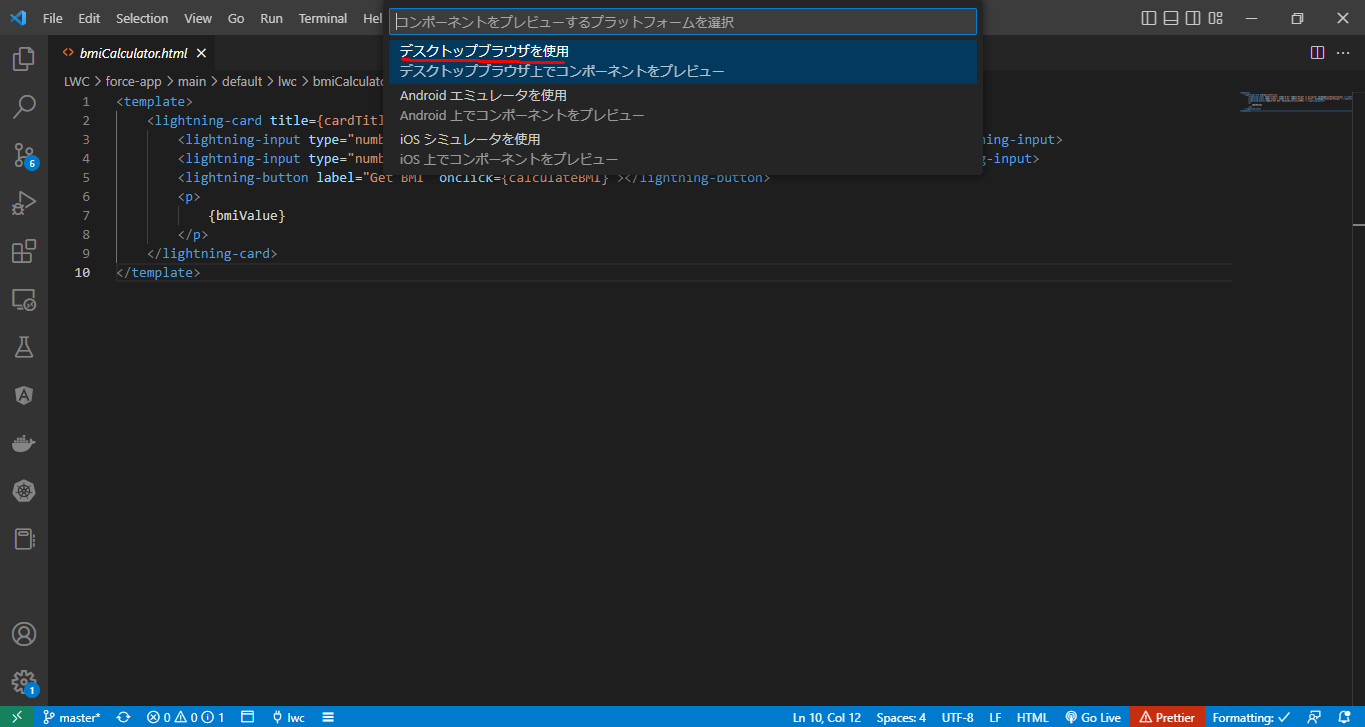 File Edit Selection View Go Run Terminal Hel
コンポーネントをプレビューするプラットフォームを選択
デスクトップブラウザを使用
デスクトップブラウザ上でコンポーネントをプレビュー
Android エミュレータを使用
Android 上でコンポーネントをプレビュー
iOS シミュレータを使用
iOS 上でコンポーネントをプレビュー
<> bmiCalculator.html
LWC > force-app > main > default > lwc > bmiCalculato
1 <template>
2 <lightning-card title={cardTitl
3 <lightning-input type="numb ning-input>
4 <lightning-input type="numb g-input>
5 <lightning-button label="Get BMI" onclick={calculateBMI} ></lightning-button>
6 <p>
7 {bmiValue}
8 </p>
9 </lightning-card>
10 </template>
6
1
master* 0 0 1 lwc Ln 10, Col 12 Spaces: 4 UTF-8 LF HTML Go Live Prettier Formatting: